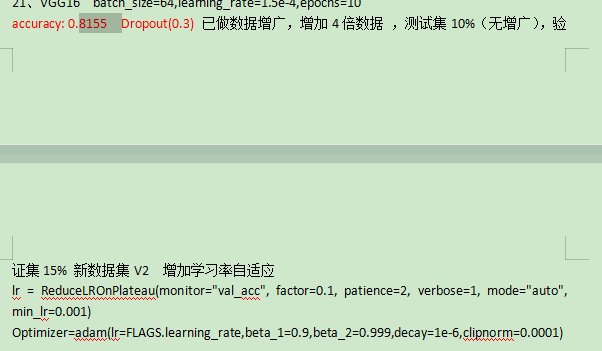 21、VGG16 batch_size=64,learning_rate=1.5e-4,epochs=10
accuracy: 0.8155 Dropout(0.3) 已做数据增广，增加 4 倍数据 ，测试集 10%（无增广），验
证集 15% 新数据集 V2 增加学习率自适应
lr = ReduceLROnPlateau(monitor="val_acc", factor=0.1, patience=2, verbose=1, mode="auto",
min_lr=0.001)
Optimizer=adam(lr=FLAGS.learning_rate,beta_1=0.9,beta_2=0.999,decay=1e-6,clipnorm=0.0001)